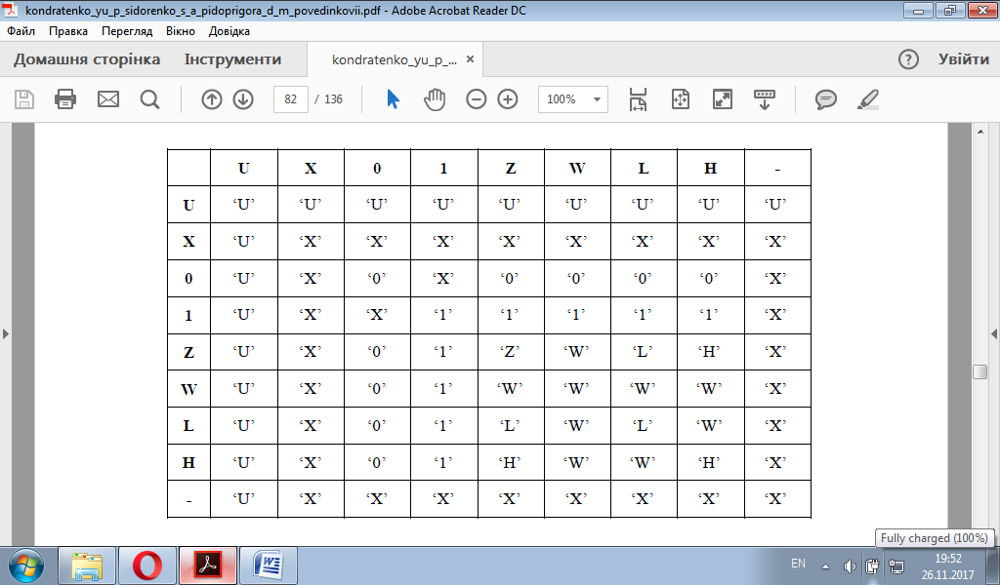 kondratenko_yu_p_sidorenko_s_a_pidoprigora_d_m_povedinkovii.pdf - Adobe Acrobat Reader DC
Файл Правка Перегляд Вікно Довідка
Домашня сторінка Інструменти kondratenko_yu_p_... × ? Увійти
82 / 136 100%
U X 0 1 Z W L H -
U ‘U’ ‘U’ ‘U’ ‘U’ ‘U’ ‘U’ ‘U’ ‘U’ ‘U’
X ‘U’ ‘X’ ‘X’ ‘X’ ‘X’ ‘X’ ‘X’ ‘X’ ‘X’
0 ‘U’ ‘X’ ‘0’ ‘X’ ‘0’ ‘0’ ‘0’ ‘0’ ‘X’
1 ‘U’ ‘X’ ‘X’ ‘1’ ‘1’ ‘1’ ‘1’ ‘1’ ‘X’
Z ‘U’ ‘X’ ‘0’ ‘1’ ‘Z’ ‘W’ ‘L’ ‘H’ ‘X’
W ‘U’ ‘X’ ‘0’ ‘1’ ‘W’ ‘W’ ‘W’ ‘W’ ‘X’
L ‘U’ ‘X’ ‘0’ ‘1’ ‘L’ ‘W’ ‘L’ ‘W’ ‘X’
H ‘U’ ‘X’ ‘0’ ‘1’ ‘H’ ‘W’ ‘W’ ‘H’ ‘X’
- ‘U’ ‘X’ ‘X’ ‘X’ ‘X’ ‘X’ ‘X’ ‘X’ ‘X’
Fully charged (100%)
EN 19:52
26.11.2017